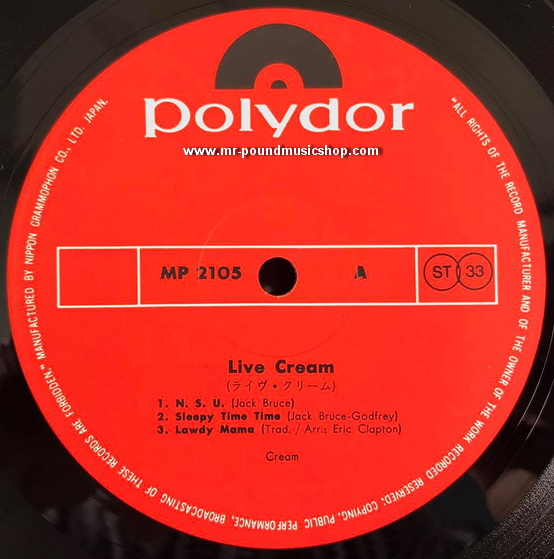 polydor
www.mr-poundmusicshop.com
MP 2105
A
ST 33
Live Cream
(ライヴ・クリーム)
1. N. S. U. (Jack Bruce)
2. Sleepy Time Time (Jack Bruce-Godfrey)
3. Lawdy Mama (Trad. / Arr.: Eric Clapton)
Cream
"ALL RIGHTS OF THE RECORD MANUFACTURER AND OF THE OWNER OF THE WORK RECORDED RESERVED. COPYING, PUBLIC PERFORMANCE, BROADCASTING OF THESE RECORDS ARE FORBIDDEN." MANUFACTURED BY NIPPON GRAMMOPHON CO., LTD. JAPAN.